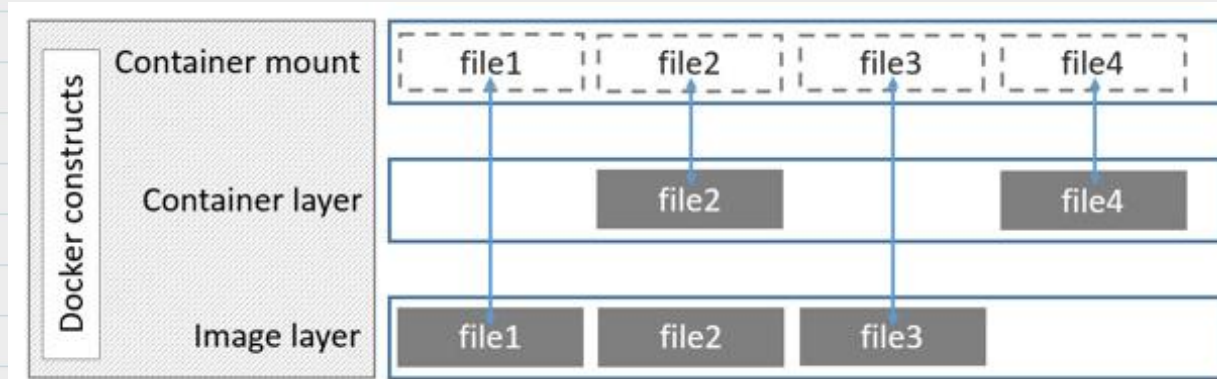 Docker constructs
Container mount
file1 file2 file3 file4
Container layer
file2 file4
Image layer
file1 file2 file3